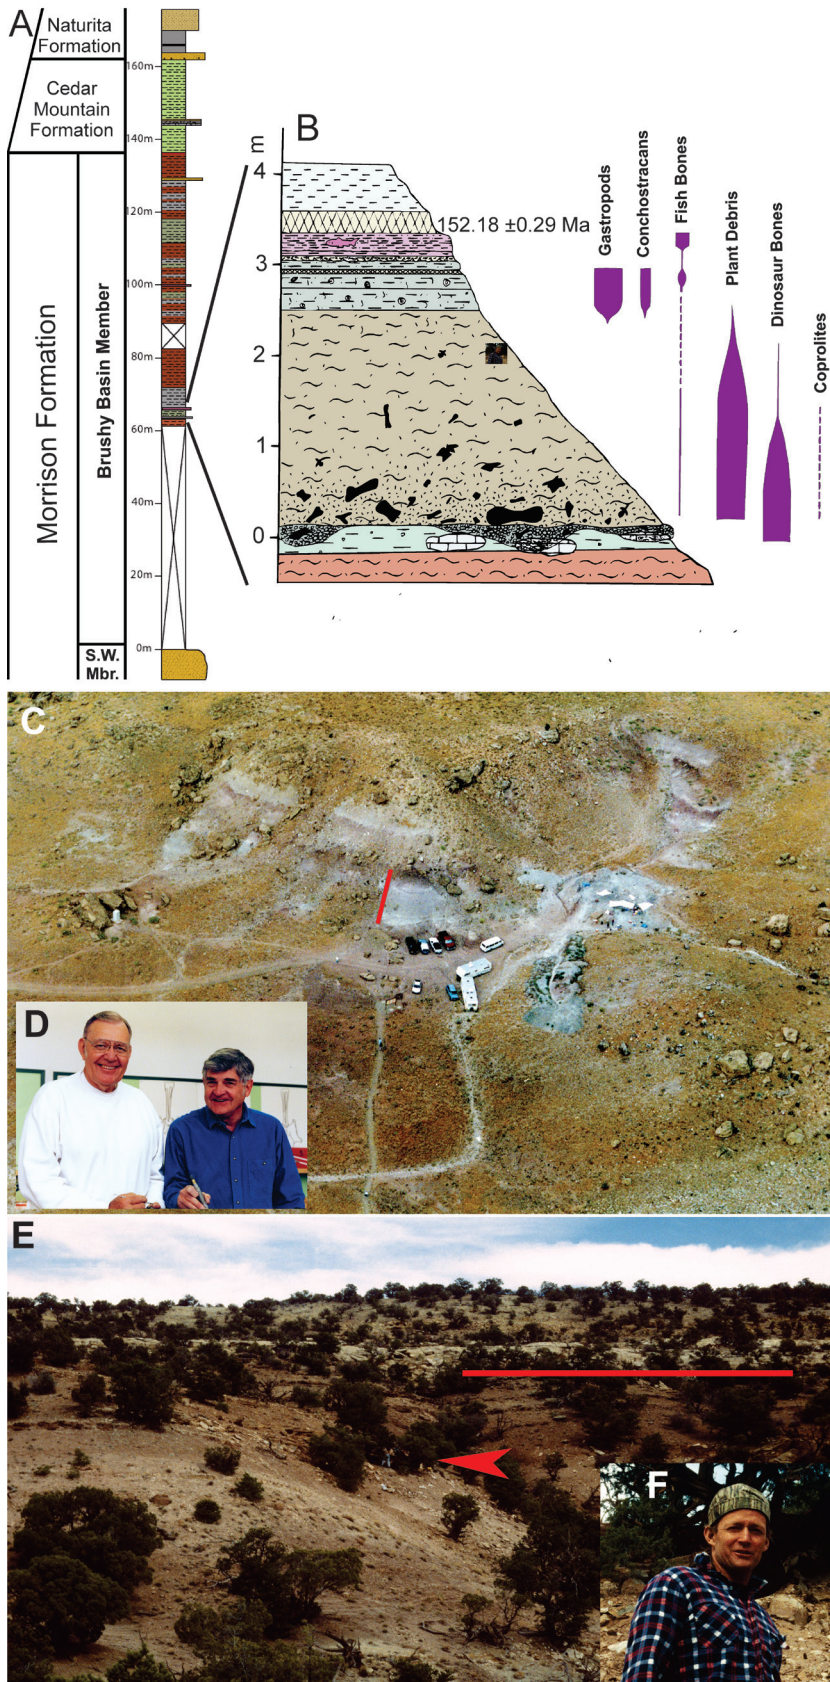 A
Naturita
Formation
Cedar
Mountain
Formation
Morrison Formation
Brushy Basin Member
S.W.
Mbr.
160m
140m
120m
100m
80m
60m
40m
20m
0m
B
m
4
3
2
1
0
152.18 ±0.29 Ma
Gastropods
Conchostracans
Fish Bones
Plant Debris
Dinosaur Bones
Coprolites
C
D
E
F